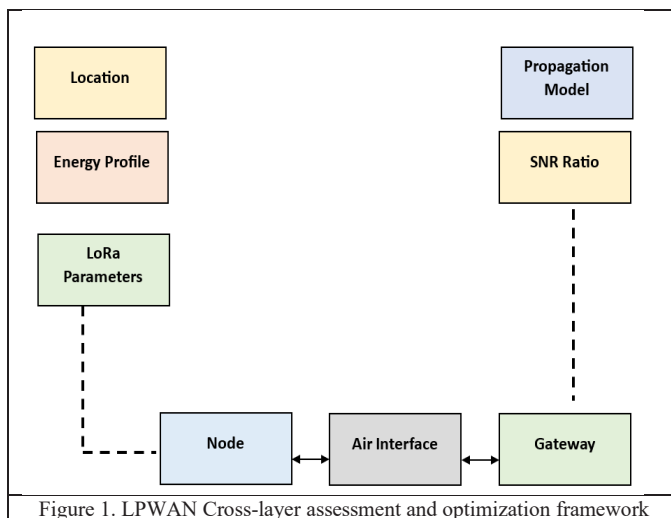 Location
Propagation
Model
Energy Profile
SNR Ratio
LoRa
Parameters
Node
Air Interface
Gateway
Figure 1. LPWAN Cross-layer assessment and optimization framework